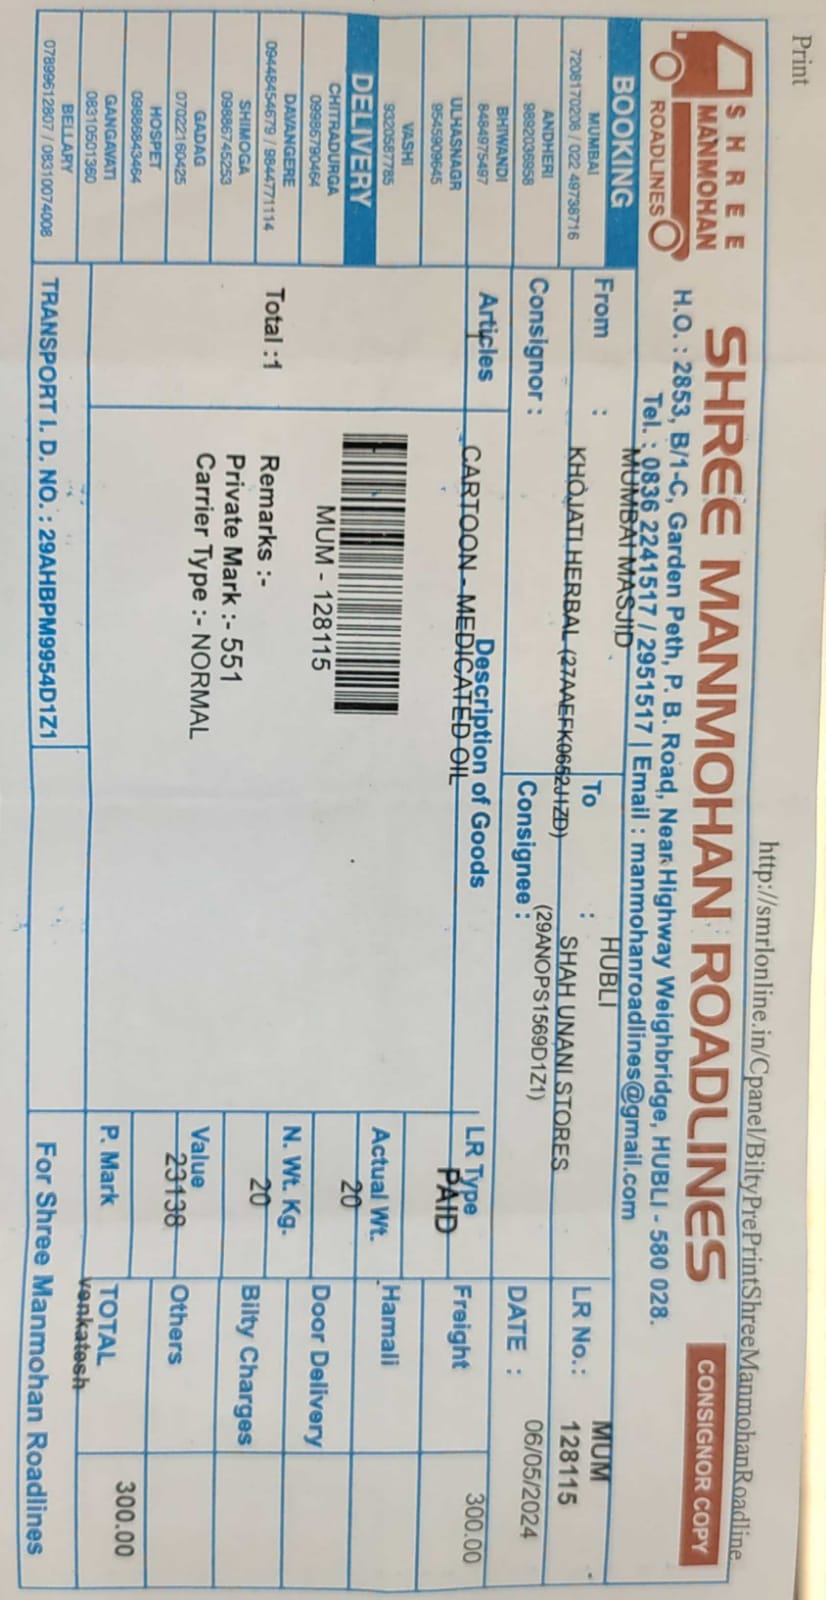 Print
http://smrlonline.in/Cpanel/BiltyPrePrintShreeManmohanRoadline
SHREE
MANMOHAN
ROADLINES
SHREE MANMOHAN ROADLINES
CONSIGNOR COPY
H.O. : 2853, B/1-C, Garden Peth, P. B. Road, Near Highway Weighbridge, HUBLI - 580 028.
Tel. : 0836 2241517 / 2951517 | Email : manmohanroadlines@gmail.com
BOOKING
MUMBAI
7208170208 / 022 49738716
ANDHERI
9892036858
BHIWANDI
8484975497
ULHASNAGR
9545909645
VASHI
9320587785
DELIVERY
CHITRADURGA
09996790464
DAVANGERE
09448454679 / 9844771114
SHIMOGA
09886745253
GADAG
07022160425
HOSPET
09886843464
GANGAVATI
08310501360
BELLARY
07899612807 / 08310074008
From : MUMBAI MASJID
To : HUBLI
LR No.: MUM 128115
Consignor : KHOJATI HERBAL (27AAEFK0652J1ZD)
Consignee : SHAH UNANI STORES
(29ANOPS1569D1Z1)
DATE : 06/05/2024
Articles
Description of Goods
LR Type
PAID
Freight 300.00
CARTOON - MEDICATED OIL
Actual Wt.
20
Hamali
MUM - 128115
N. Wt. Kg.
20
Door Delivery
Total :1
Remarks :-
Private Mark :- 551
Carrier Type :- NORMAL
Bilty Charges
Value
23138
Others
P. Mark
TOTAL 300.00
venkatesh
TRANSPORT I. D. NO. : 29AHBPM9954D1Z1
For Shree Manmohan Roadlines